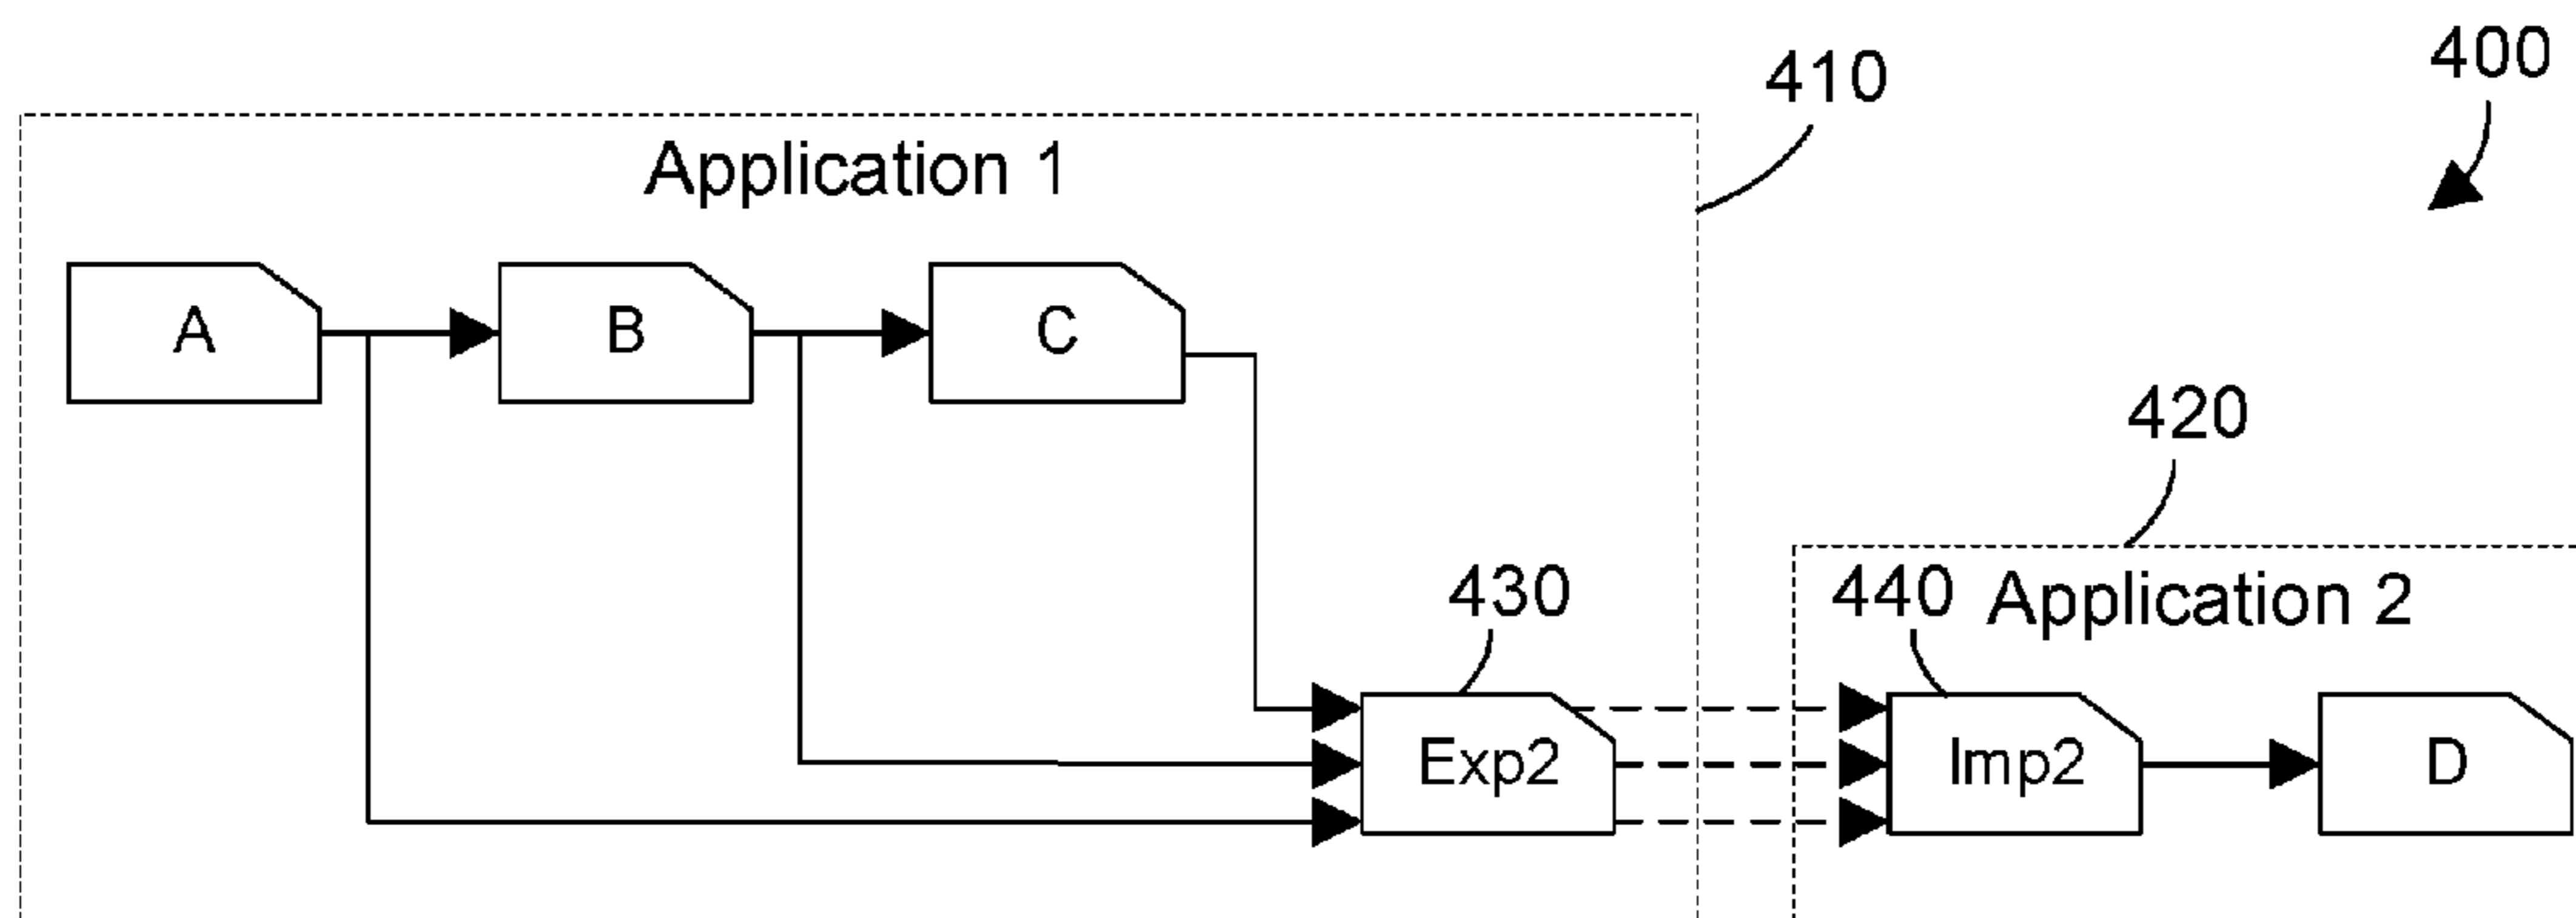 400
410
Application 1
A
B
C
420
430
440
Application 2
Exp2
Imp2
D